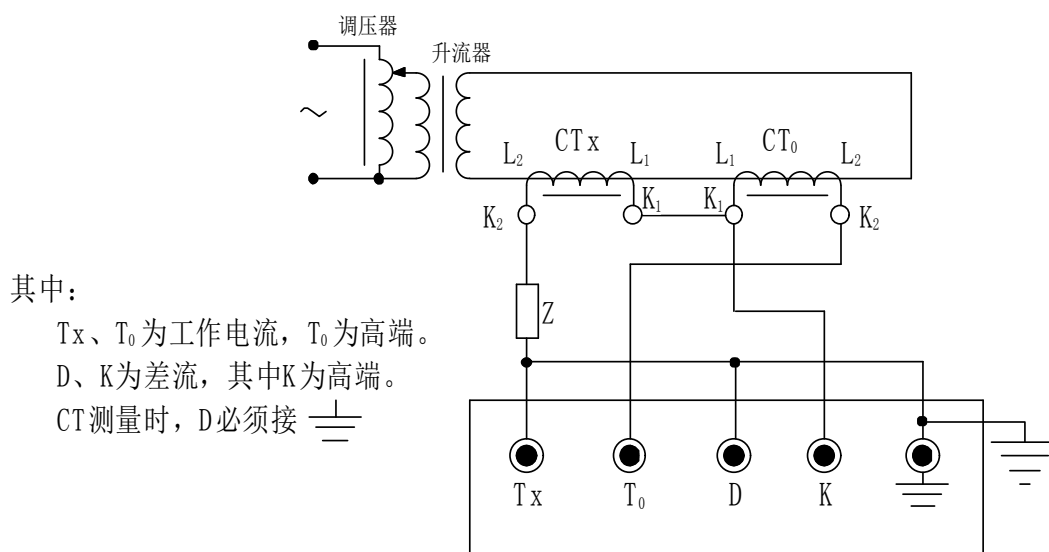 调压器
升流器
～
L₂ CTx L₁ L₁ CT₀ L₂
K₂ K₁ K₁ K₂
Z
其中：
Tx、T₀为工作电流，T₀为高端。
D、K为差流，其中K为高端。
CT测量时，D必须接
Tx T₀ D K